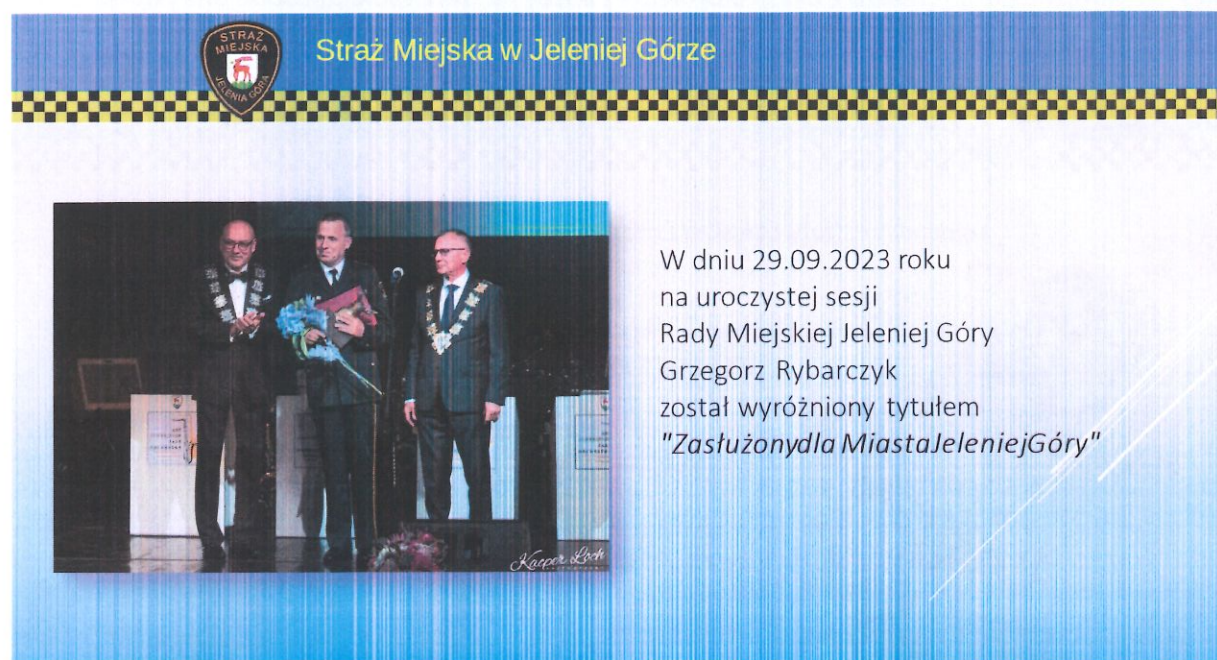 STRAŻ
MIEJSKA
JELENIA GÓRA
Straż Miejska w Jeleniej Górze
W dniu 29.09.2023 roku
na uroczystej sesji
Rady Miejskiej Jeleniej Góry
Grzegorz Rybarczyk
został wyróżniony tytułem
"Zasłużonydla MiastaJeleniejGóry"
Kacper Loch